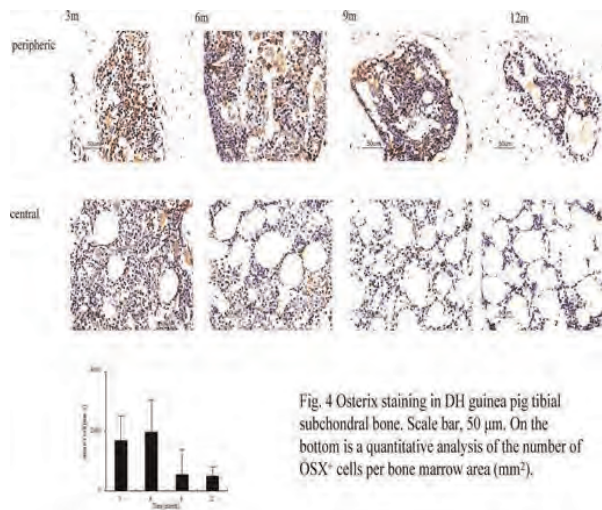 3m 6m 9m 12m
peripheric
central
Fig. 4 Osterix staining in DH guinea pig tibial
subchondral bone. Scale bar, 50 μm. On the
bottom is a quantitative analysis of the number of
OSX⁺ cells per bone marrow area (mm²).